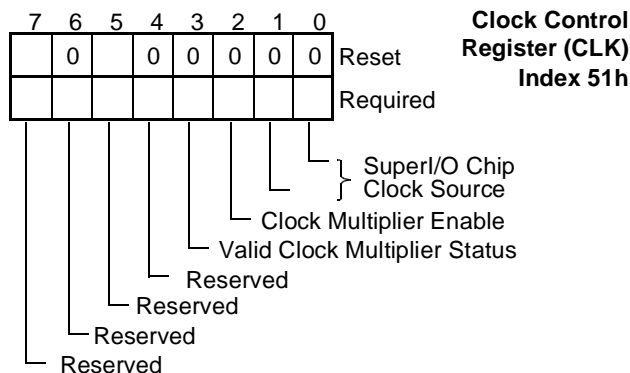 7 6 5 4 3 2 1 0
Clock Control
Register (CLK)
Index 51h
0 0 0 0 0 0 Reset
Required
SuperI/O Chip
Clock Source
Clock Multiplier Enable
Valid Clock Multiplier Status
Reserved
Reserved
Reserved
Reserved